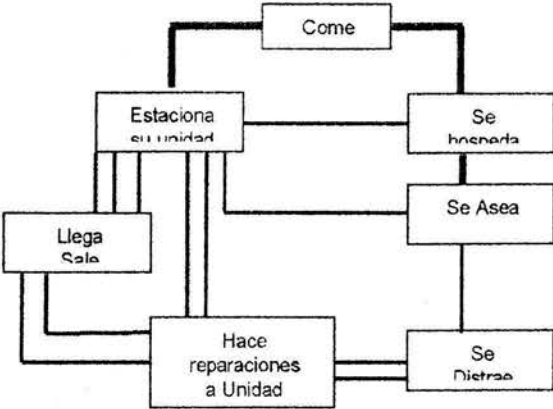 Come
Estaciona
su unidad
Se
hospeda
Se Asea
Llega
Sale
Hace
reparaciones
a Unidad
Se
Distrae